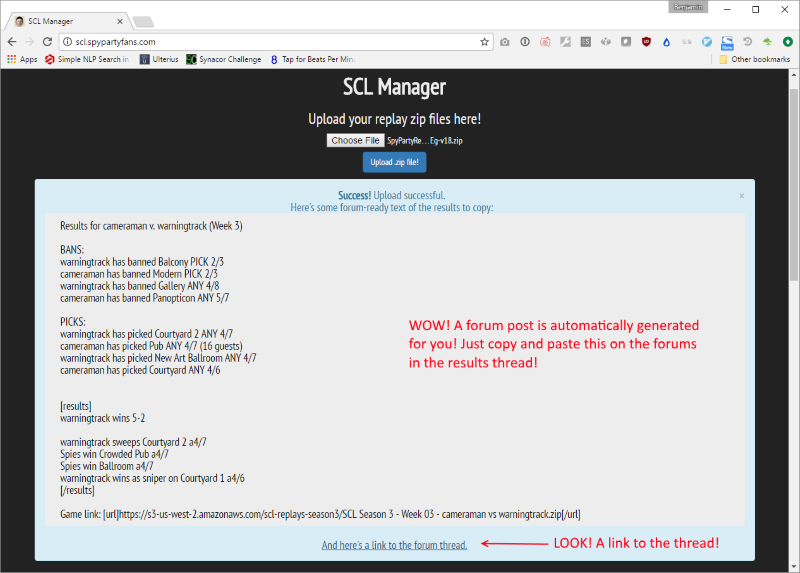 Benjamin
SCL Manager
scl.spypartyfans.com
Apps
Simple NLP Search in
Ulterius
Synacor Challenge
Tap for Beats Per Min
Other bookmarks
New
SCL Manager
Upload your replay zip files here!
Choose File SpyPartyRe...Eg-v18.zip
Upload .zip file!
Success! Upload successful.
x
Here's some forum-ready text of the results to copy:
Results for cameraman v. warningtrack (Week 3)
BANS:
warningtrack has banned Balcony PICK 2/3
cameraman has banned Modern PICK 2/3
warningtrack has banned Gallery ANY 4/8
cameraman has banned Panopticon ANY 5/7
PICKS:
warningtrack has picked Courtyard 2 ANY 4/7
cameraman has picked Pub ANY 4/7 (16 guests)
warningtrack has picked New Art Ballroom ANY 4/7
cameraman has picked Courtyard ANY 4/6
WOW! A forum post is automatically generated
for you! Just copy and paste this on the forums
in the results thread!
[results]
warningtrack wins 5-2
warningtrack sweeps Courtyard 2 a4/7
Spies win Crowded Pub a4/7
Spies win Ballroom a4/7
warningtrack wins as sniper on Courtyard 1 a4/6
[/results]
Game link: [url]https://s3-us-west-2.amazonaws.com/scl-replays-season3/SCL Season 3 - Week 03 - cameraman vs warningtrack.zip[/url]
And here's a link to the forum thread.
LOOK! A link to the thread!